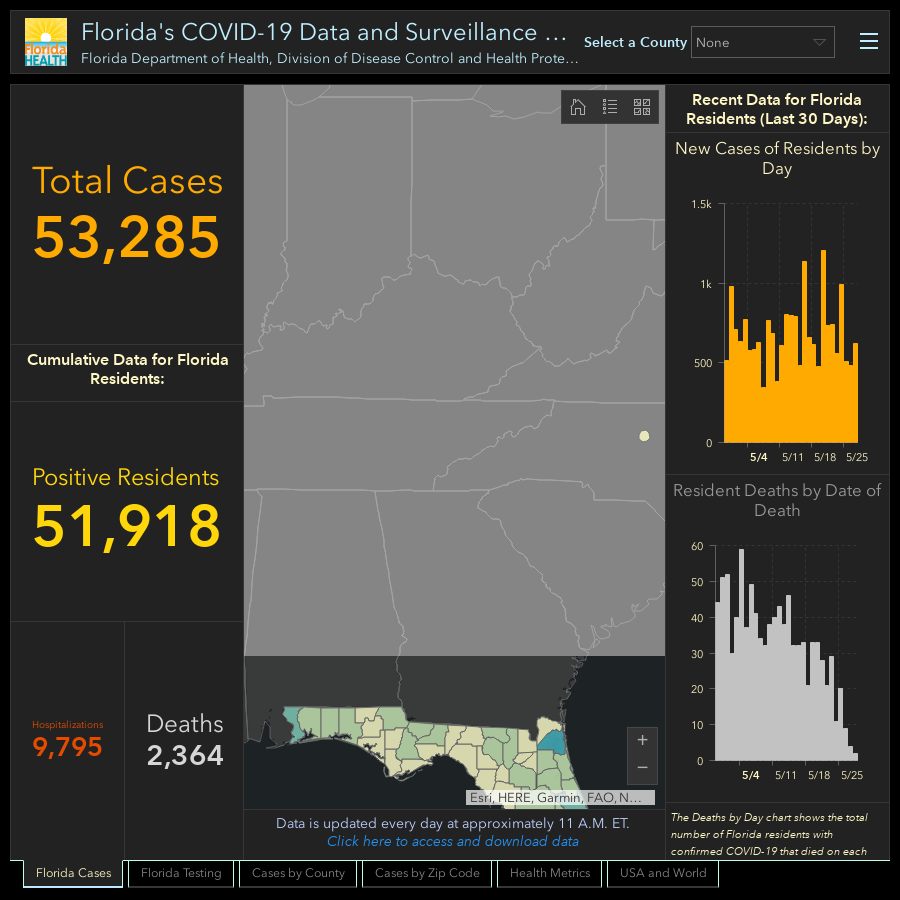 Florida
HEALTH
Florida's COVID-19 Data and Surveillance ...
Florida Department of Health, Division of Disease Control and Health Prote...
Select a County
None
Total Cases
53,285
Cumulative Data for Florida
Residents:
Positive Residents
51,918
Hospitalizations
9,795
Deaths
2,364
+
−
Esri, HERE, Garmin, FAO, N...
Data is updated every day at approximately 11 A.M. ET.
Click here to access and download data
Recent Data for Florida
Residents (Last 30 Days):
New Cases of Residents by
Day
1.5k
1k
500
0
5/4 5/11 5/18 5/25
Resident Deaths by Date of
Death
60
50
40
30
20
10
0
5/4 5/11 5/18 5/25
The Deaths by Day chart shows the total
number of Florida residents with
confirmed COVID-19 that died on each
Florida Cases
Florida Testing
Cases by County
Cases by Zip Code
Health Metrics
USA and World